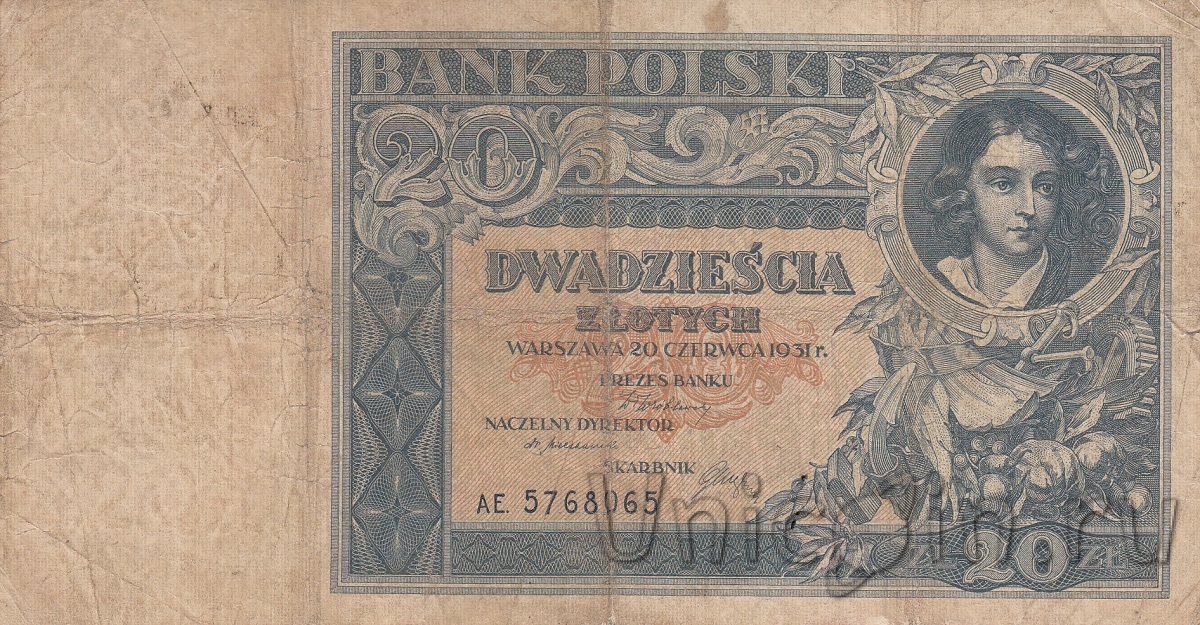 BANK POLSKI
20
DWADZIEŚCIA
ZŁOTYCH
WARSZAWA 20 CZERWCA 1931 r.
PREZES BANKU
NACZELNY DYREKTOR
SKARBNIK
AE. 5768065
ZŁ 20 ZŁ